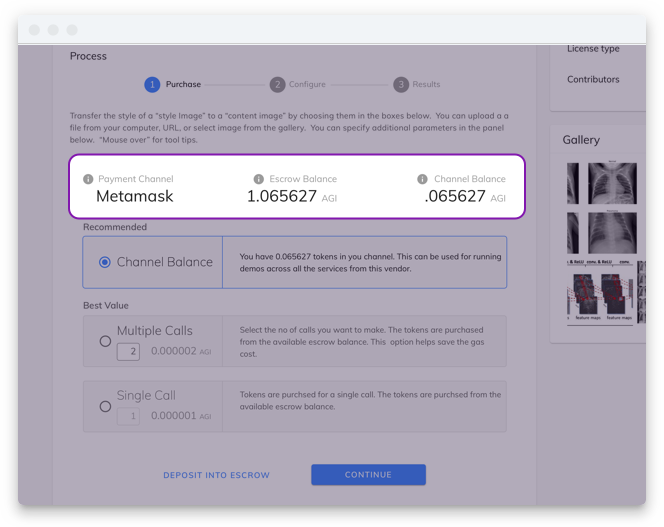 Process
License type
Contributors
1 Purchase 2 Configure 3 Results
Transfer the style of a “style image” to a “content image” by choosing them in the boxes below. You can upload a a
file from your computer, URL, or select image from the gallery. You can specify additional parameters in the panel
below. “Mouse over” for tool tips.
Gallery
Payment Channel
Metamask
Escrow Balance
1.065627 AGI
Channel Balance
.065627 AGI
Recommended
Channel Balance
You have 0.065627 tokens in you channel. This can be used for running
demos across all the services from this vendor.
Best Value
Multiple Calls
2 0.000002 AGI
Select the no of calls you want to make. The tokens are purchased
from the available escrow balance. This option helps save the gas
cost.
Single Call
1 0.000001 AGI
Tokens are purchsed for a single call. The tokens are purchsed from the
available escrow balance.
DEPOSIT INTO ESCROW
CONTINUE
& ReLU conv. & ReLU
feature maps feature maps